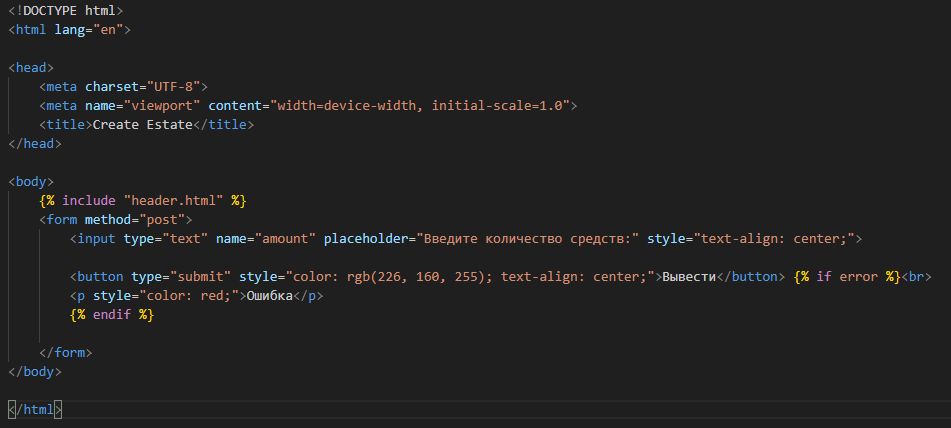 <!DOCTYPE html>
<html lang="en">
<head>
<meta charset="UTF-8">
<meta name="viewport" content="width=device-width, initial-scale=1.0">
<title>Create Estate</title>
</head>
<body>
{% include "header.html" %}
<form method="post">
<input type="text" name="amount" placeholder="Введите количество средств:" style="text-align: center;">
<button type="submit" style="color: rgb(226, 160, 255); text-align: center;">Вывести</button> {% if error %}<br>
<p style="color: red;">Ошибка</p>
{% endif %}
</form>
</body>
</html>